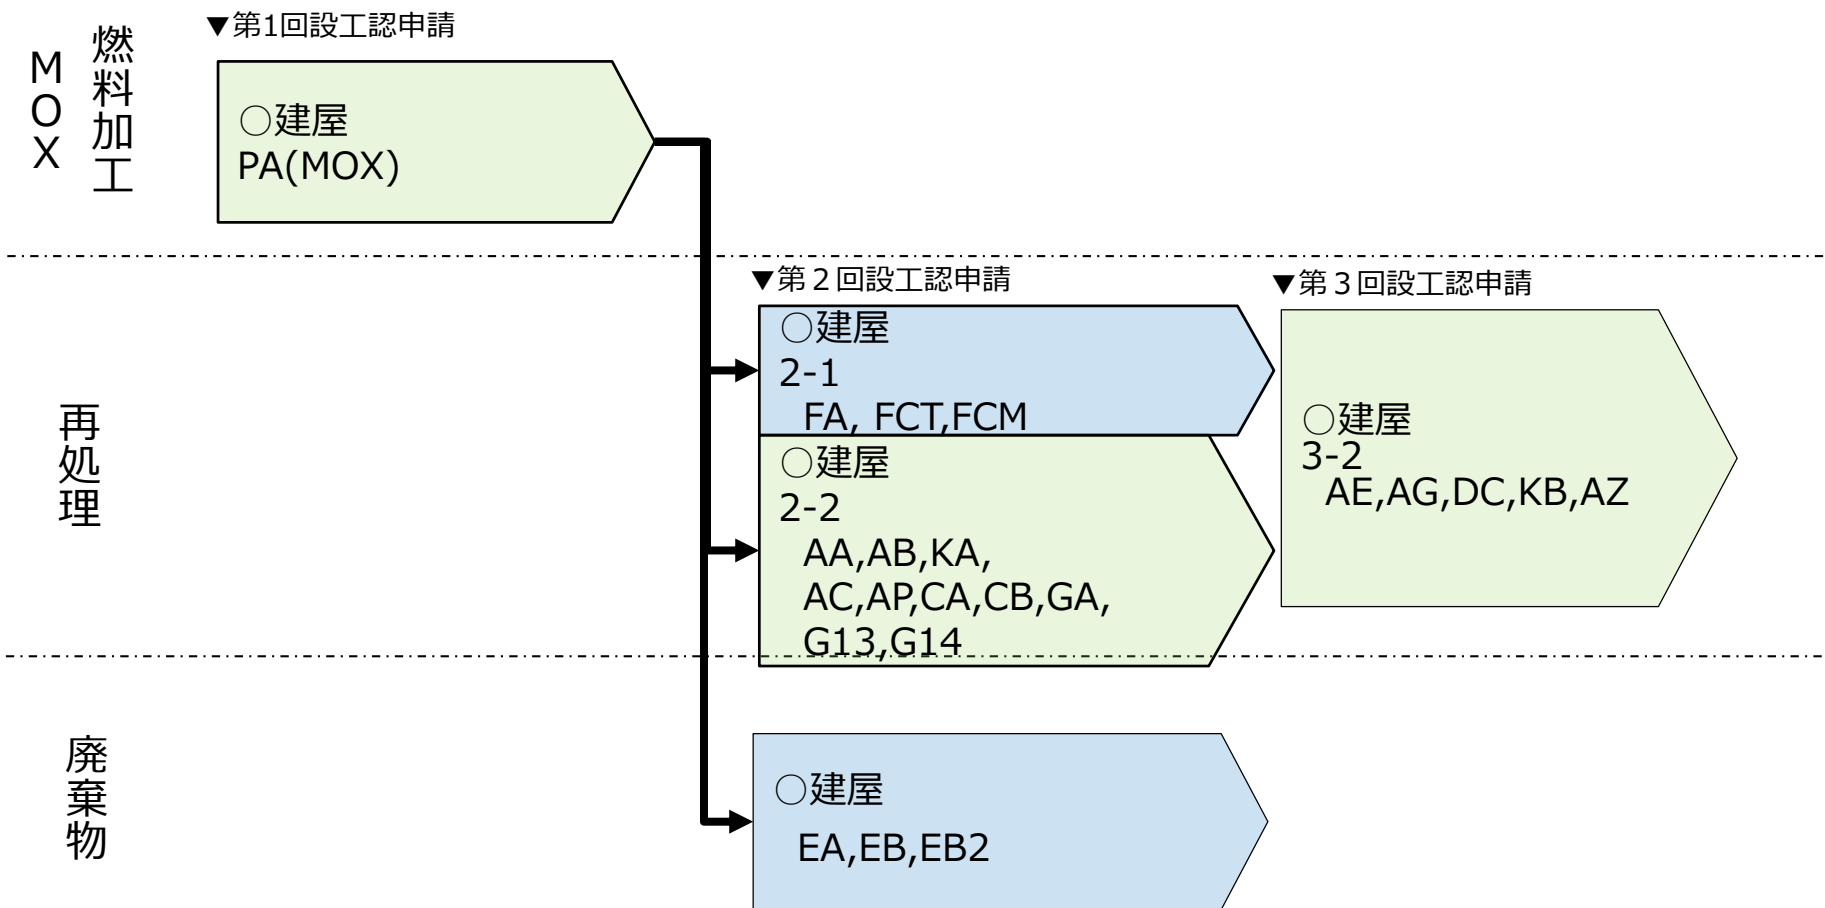 MOX
燃料加工
▼第1回設工認申請
○建屋
PA(MOX)
再処理
▼第２回設工認申請
○建屋
2-1
FA, FCT,FCM
○建屋
2-2
AA,AB,KA,
AC,AP,CA,CB,GA,
G13,G14
▼第３回設工認申請
○建屋
3-2
AE,AG,DC,KB,AZ
廃棄物
○建屋
EA,EB,EB2